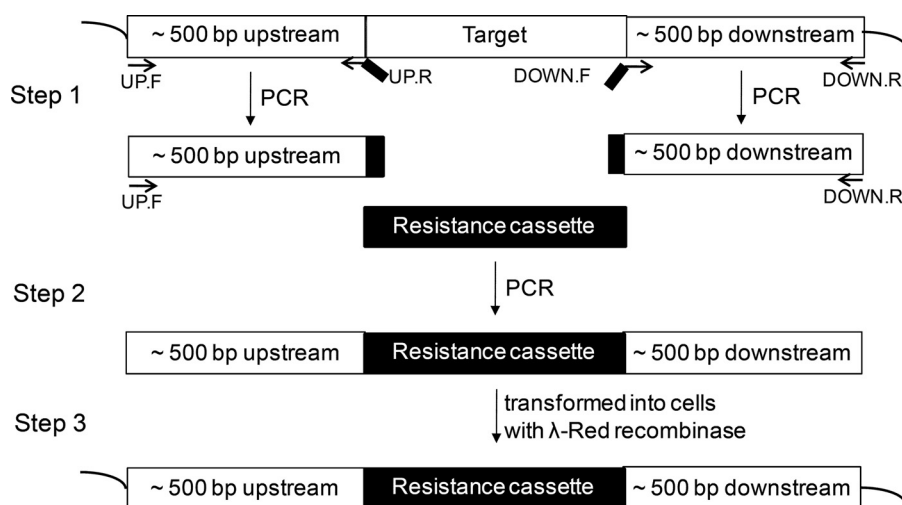 ~ 500 bp upstream Target ~ 500 bp downstream
UP.F UP.R DOWN.F DOWN.R
Step 1 PCR PCR
~ 500 bp upstream ~ 500 bp downstream
UP.F DOWN.R
Resistance cassette
Step 2 PCR
~ 500 bp upstream Resistance cassette ~ 500 bp downstream
transformed into cells
Step 3 with λ-Red recombinase
~ 500 bp upstream Resistance cassette ~ 500 bp downstream